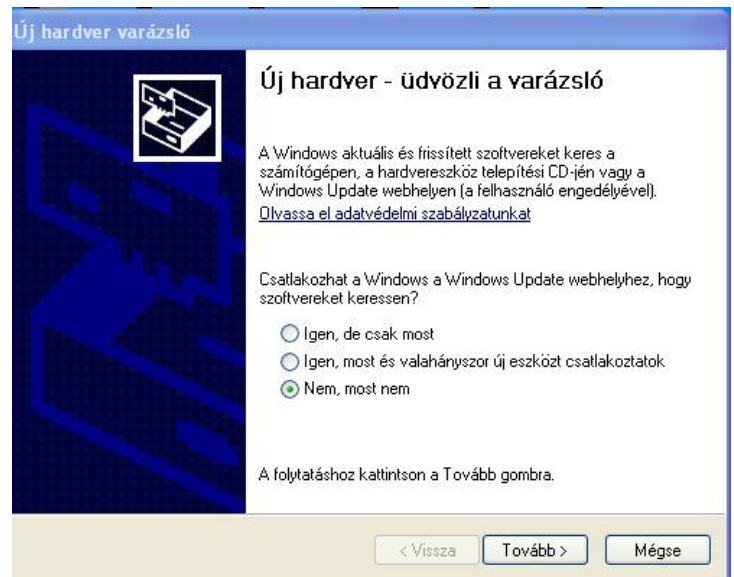 Új hardver varázsló
Új hardver - üdvözli a varázsló
A Windows aktuális és frissített szoftvereket keres a
számítógépen, a hardvereszköz telepítési CD-jén vagy a
Windows Update webhelyen (a felhasználó engedélyével).
Olvassa el adatvédelmi szabályzatunkat
Csatlakozhat a Windows a Windows Update webhelyhez, hogy
szoftvereket keressen?
Igen, de csak most
Igen, most és valahányszor új eszközt csatlakoztatok
Nem, most nem
A folytatáshoz kattintson a Tovább gombra.
< Vissza Tovább > Mégse